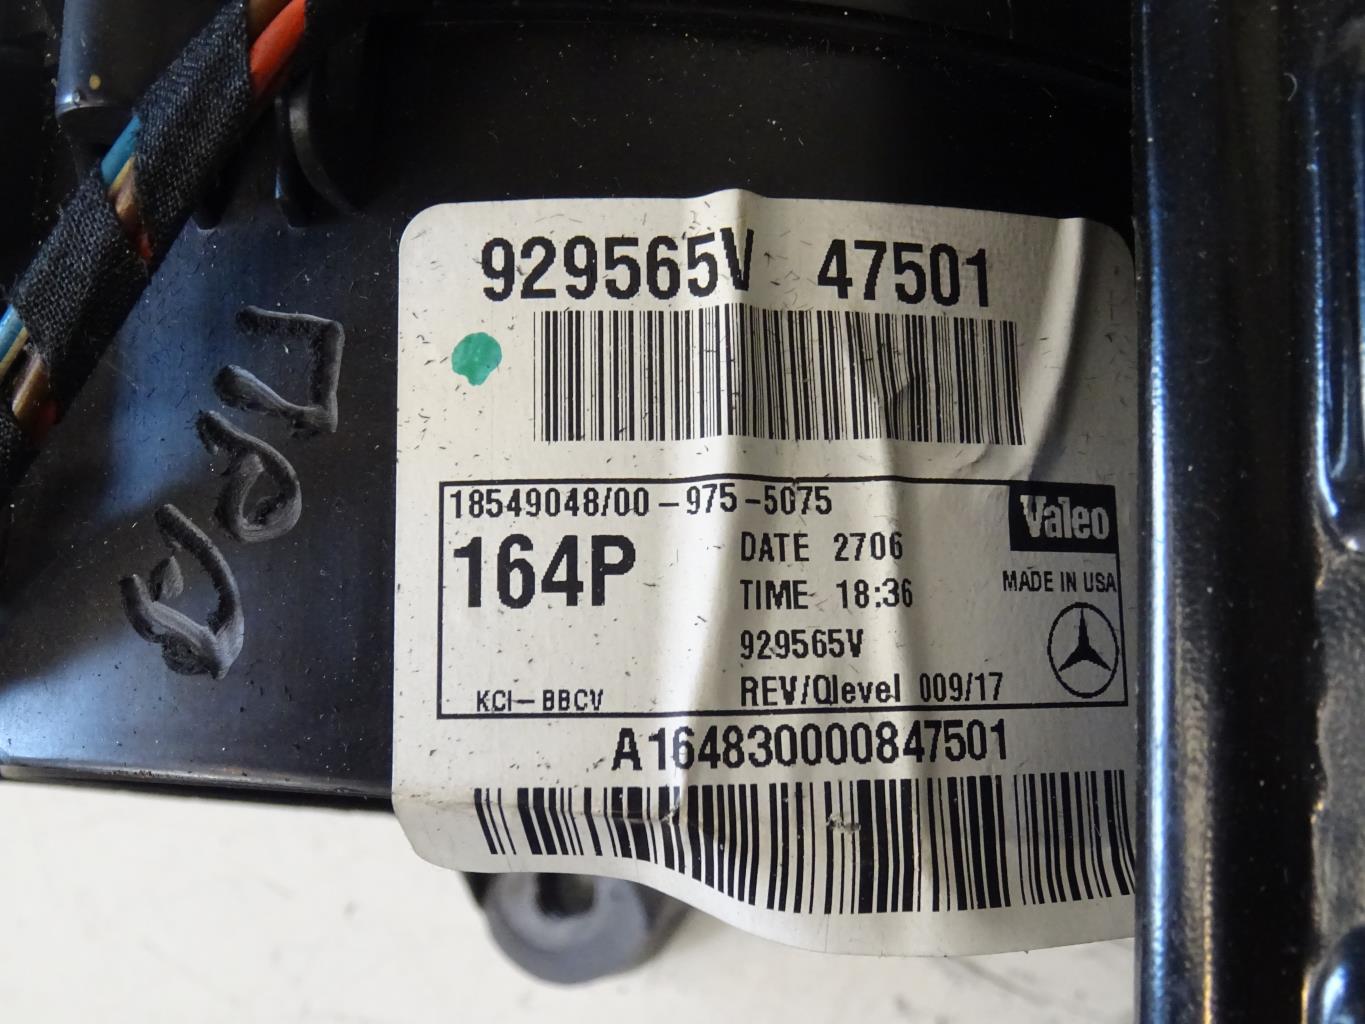 929565V 47501
18549048/00-975-5075
Valeo
164P
DATE 2706
TIME 18:36
MADE IN USA
929565V
KCI-BBCV
REV/Qlevel 009/17
A164830000847501